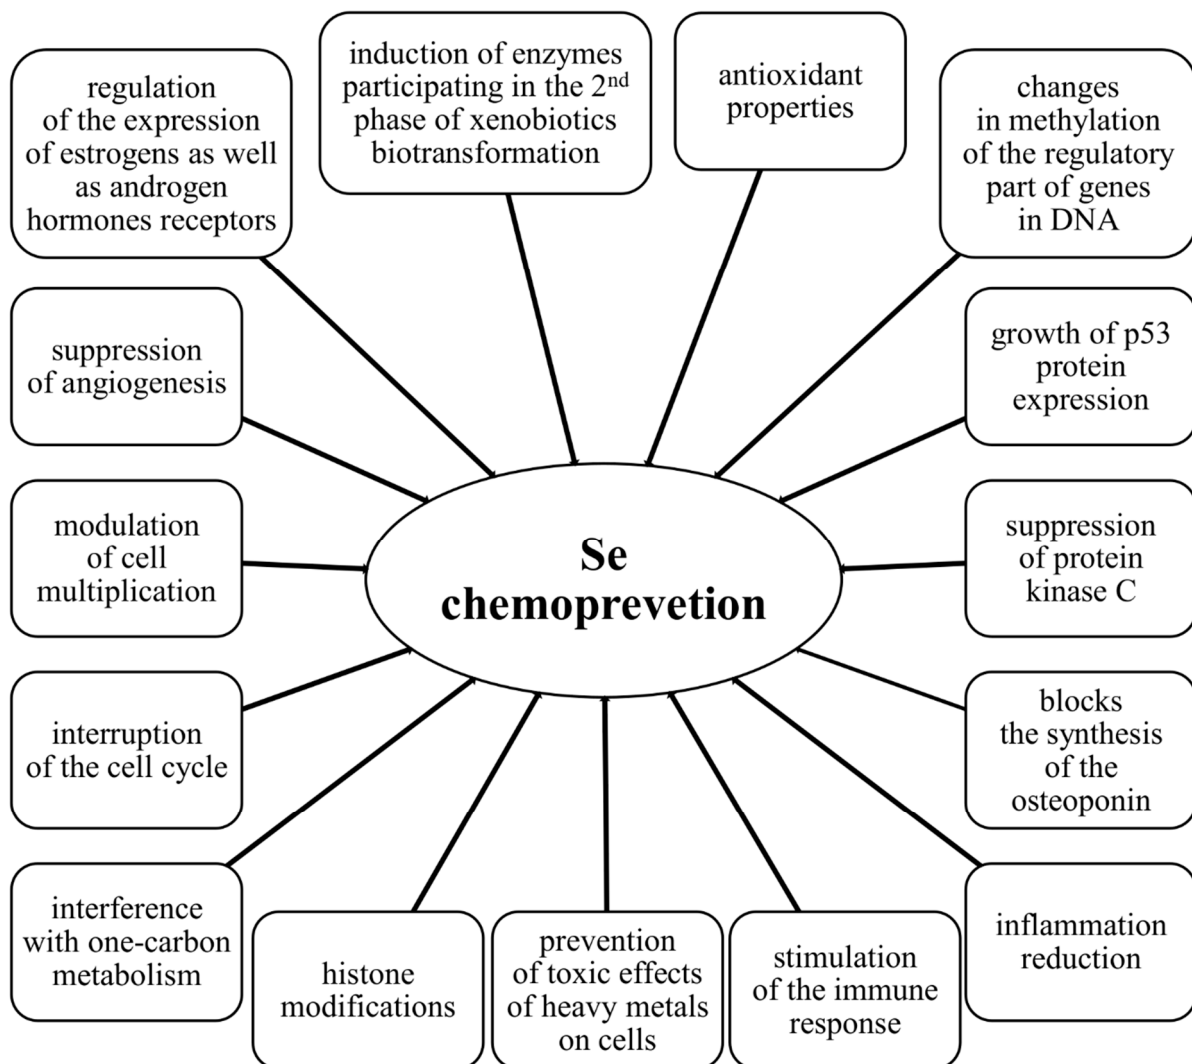 regulation
of the expression
of estrogens as well
as androgen
hormones receptors
induction of enzymes
participating in the 2nd
phase of xenobiotics
biotransformation
antioxidant
properties
changes
in methylation
of the regulatory
part of genes
in DNA
suppression
of angiogenesis
growth of p53
protein
expression
modulation
of cell
multiplication
Se
chemoprevetion
suppression
of protein
kinase C
interruption
of the cell cycle
blocks
the synthesis
of the
osteoponin
interference
with one-carbon
metabolism
histone
modifications
prevention
of toxic effects
of heavy metals
on cells
stimulation
of the immune
response
inflammation
reduction